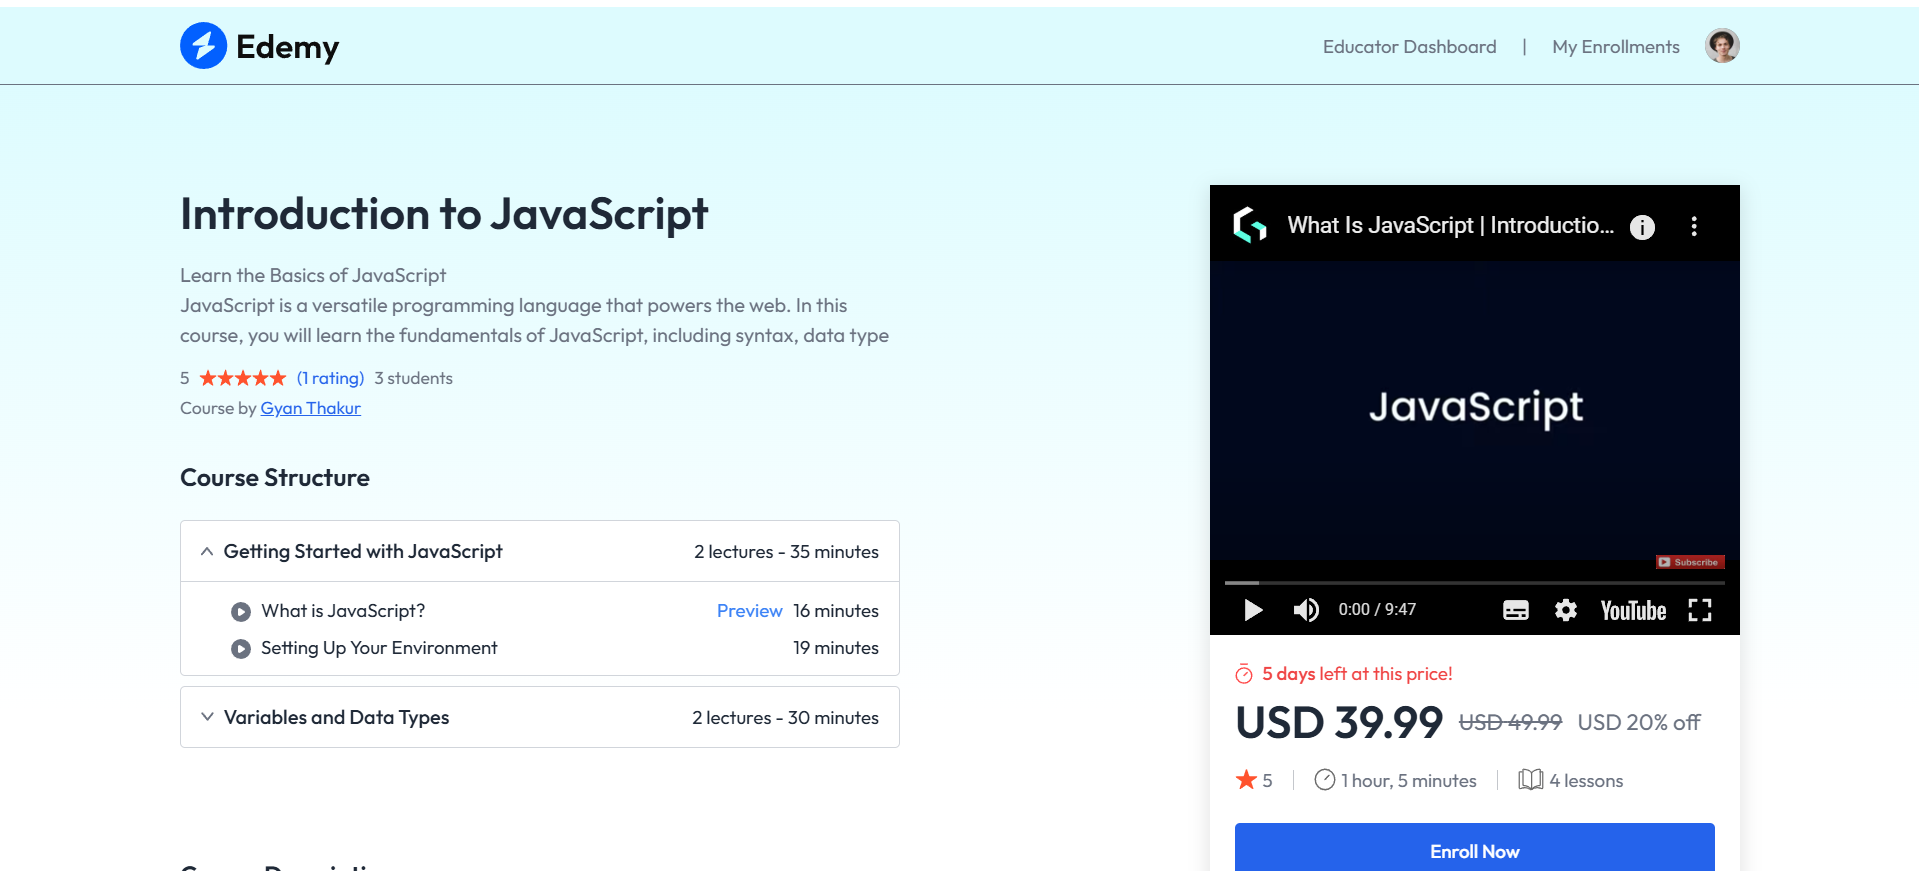 Edemy
Educator Dashboard | My Enrollments
Introduction to JavaScript
Learn the Basics of JavaScript
JavaScript is a versatile programming language that powers the web. In this
course, you will learn the fundamentals of JavaScript, including syntax, data type
5 (1 rating) 3 students
Course by Gyan Thakur
Course Structure
Getting Started with JavaScript 2 lectures - 35 minutes
What is JavaScript? Preview 16 minutes
Setting Up Your Environment 19 minutes
Variables and Data Types 2 lectures - 30 minutes
What Is JavaScript | Introductio...
JavaScript
Subscribe
0:00 / 9:47 YouTube
5 days left at this price!
USD 39.99 USD 49.99 USD 20% off
5 1 hour, 5 minutes 4 lessons
Enroll Now